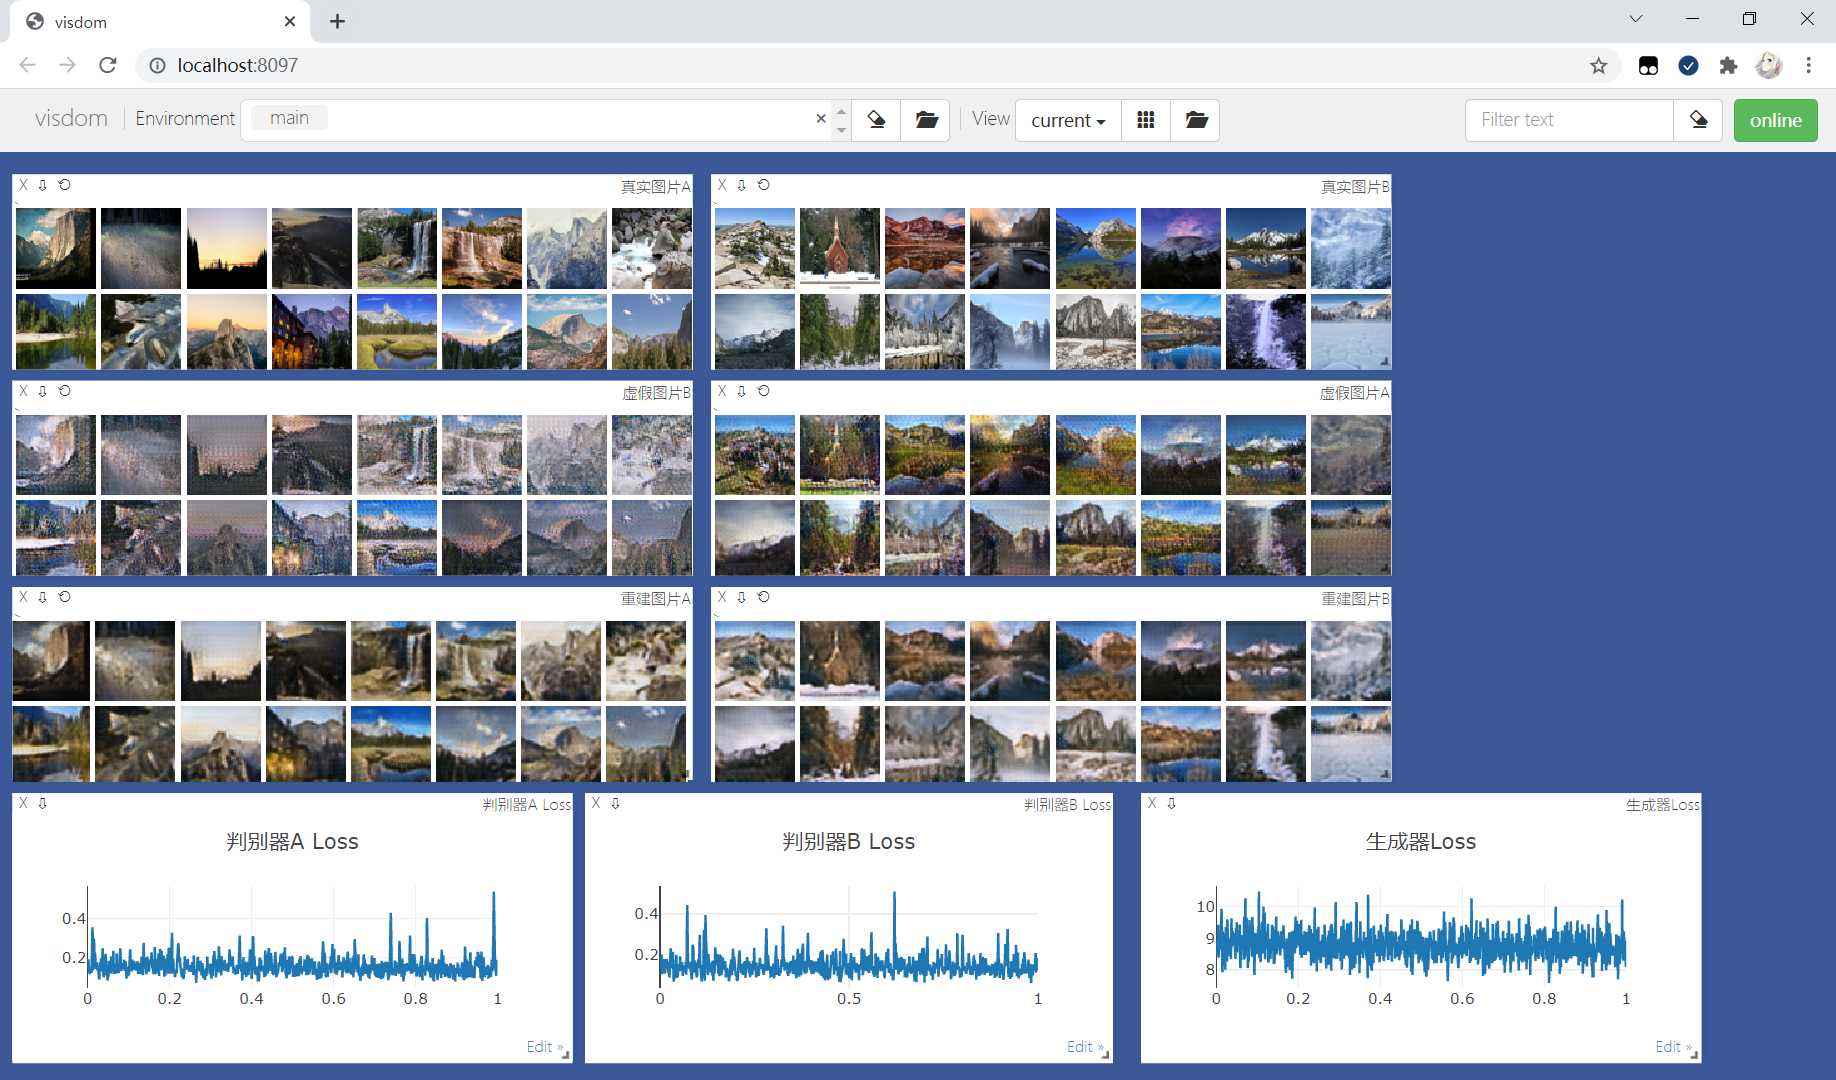 visdom
localhost:8097
visdom Environment main × View current Filter text online
X 真实图片A
X 真实图片B
X 虚假图片B
X 虚假图片A
X 重建图片A
X 重建图片B
X 判别器A Loss
判别器A Loss
0.4
0.2
0 0.2 0.4 0.6 0.8 1
Edit »
X 判别器B Loss
判别器B Loss
0.4
0.2
0 0.5 1
Edit »
X 生成器Loss
生成器Loss
10
9
8
0 0.2 0.4 0.6 0.8 1
Edit »